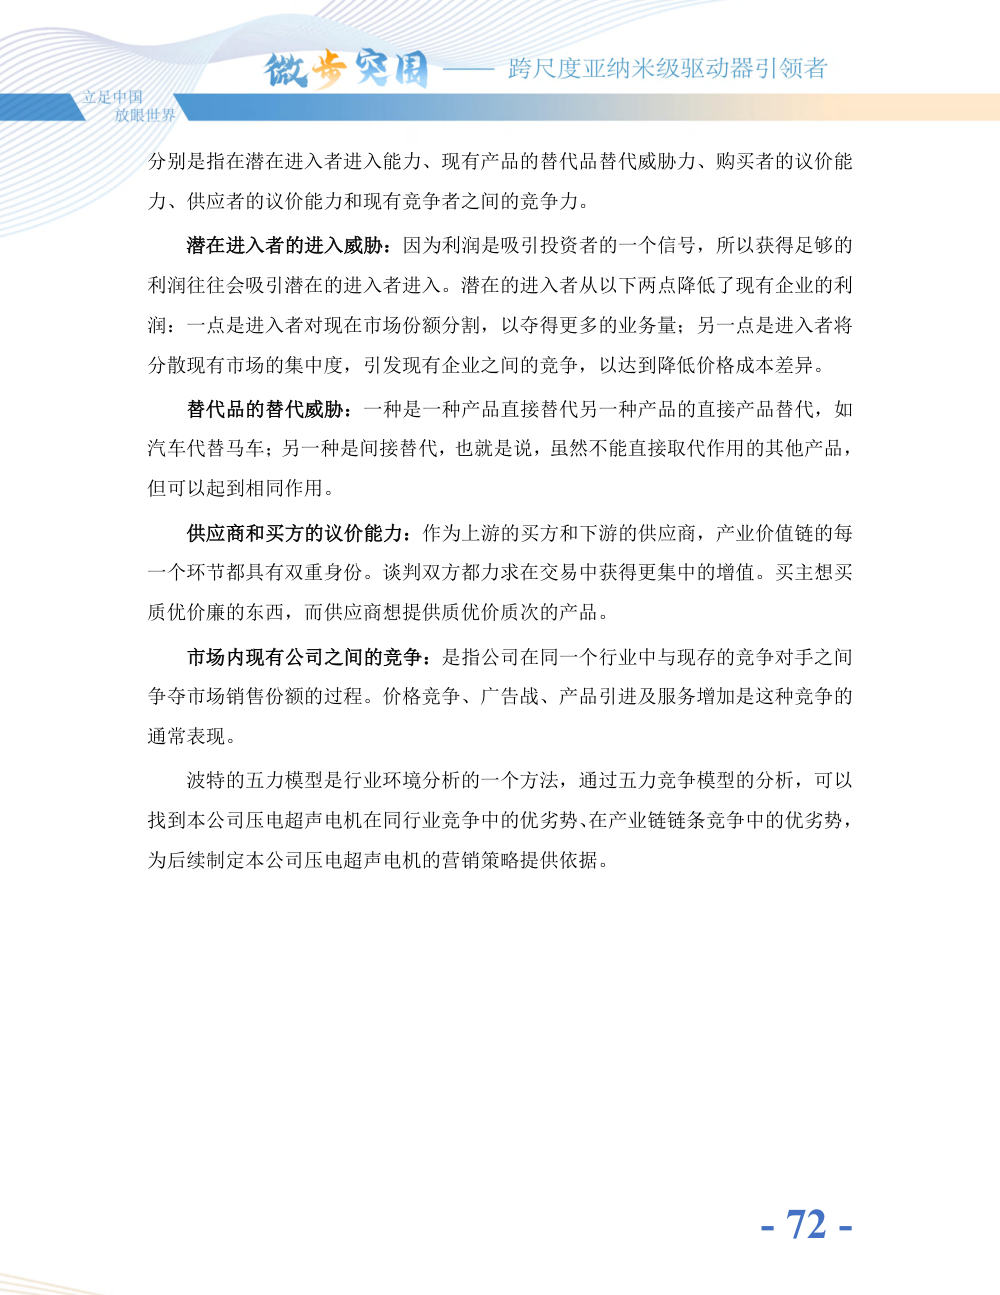 微步突围 —— 跨尺度亚纳米级驱动器引领者
立足中国
放眼世界
分别是指在潜在进入者进入能力、现有产品的替代品替代威胁力、购买者的议价能
力、供应者的议价能力和现有竞争者之间的竞争力。
潜在进入者的进入威胁：因为利润是吸引投资者的一个信号，所以获得足够的
利润往往会吸引潜在的进入者进入。潜在的进入者从以下两点降低了现有企业的利
润：一点是进入者对现在市场份额分割，以夺得更多的业务量；另一点是进入者将
分散现有市场的集中度，引发现有企业之间的竞争，以达到降低价格成本差异。
替代品的替代威胁：一种是一种产品直接替代另一种产品的直接产品替代，如
汽车代替马车；另一种是间接替代，也就是说，虽然不能直接取代作用的其他产品，
但可以起到相同作用。
供应商和买方的议价能力：作为上游的买方和下游的供应商，产业价值链的每
一个环节都具有双重身份。谈判双方都力求在交易中获得更集中的增值。买主想买
质优价廉的东西，而供应商想提供质优价质次的产品。
市场内现有公司之间的竞争：是指公司在同一个行业中与现存的竞争对手之间
争夺市场销售份额的过程。价格竞争、广告战、产品引进及服务增加是这种竞争的
通常表现。
波特的五力模型是行业环境分析的一个方法，通过五力竞争模型的分析，可以
找到本公司压电超声电机在同行业竞争中的优劣势、在产业链链条竞争中的优劣势，
为后续制定本公司压电超声电机的营销策略提供依据。
- 72 -